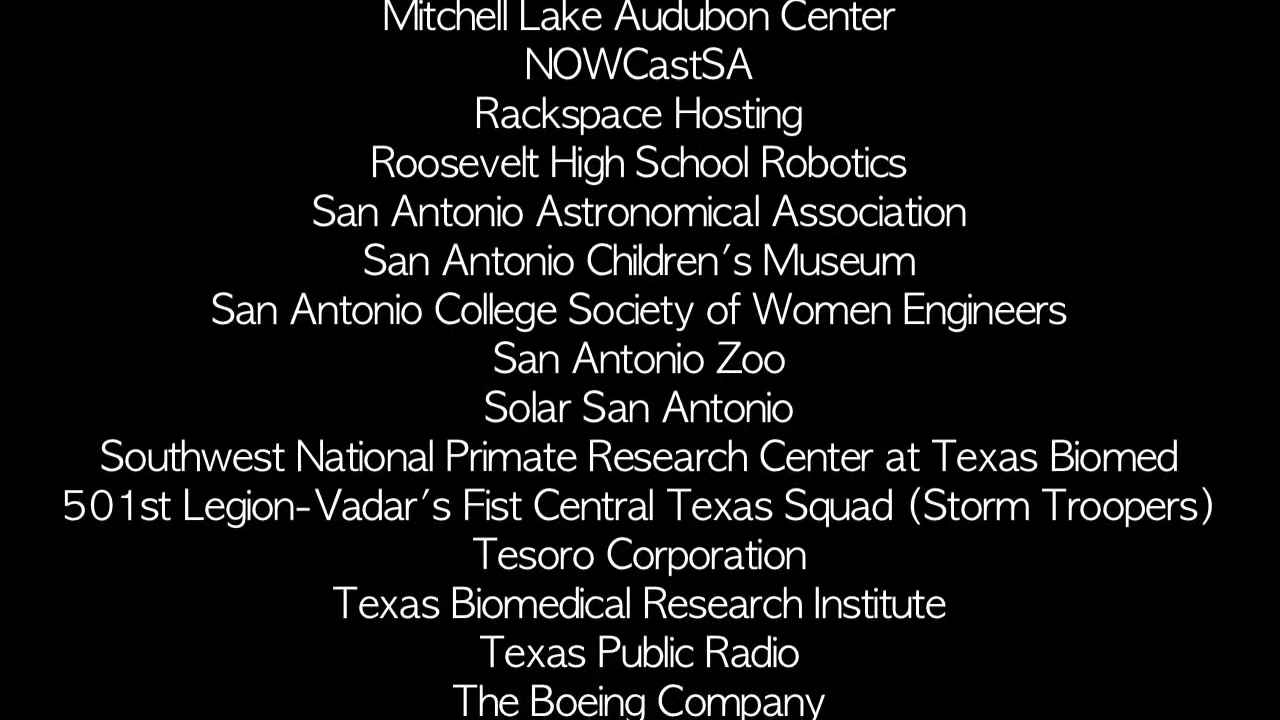 Mitchell Lake Audubon Center
NOWCastSA
Rackspace Hosting
Roosevelt High School Robotics
San Antonio Astronomical Association
San Antonio Children's Museum
San Antonio College Society of Women Engineers
San Antonio Zoo
Solar San Antonio
Southwest National Primate Research Center at Texas Biomed
501st Legion-Vadar's Fist Central Texas Squad (Storm Troopers)
Tesoro Corporation
Texas Biomedical Research Institute
Texas Public Radio
The Boeing Company